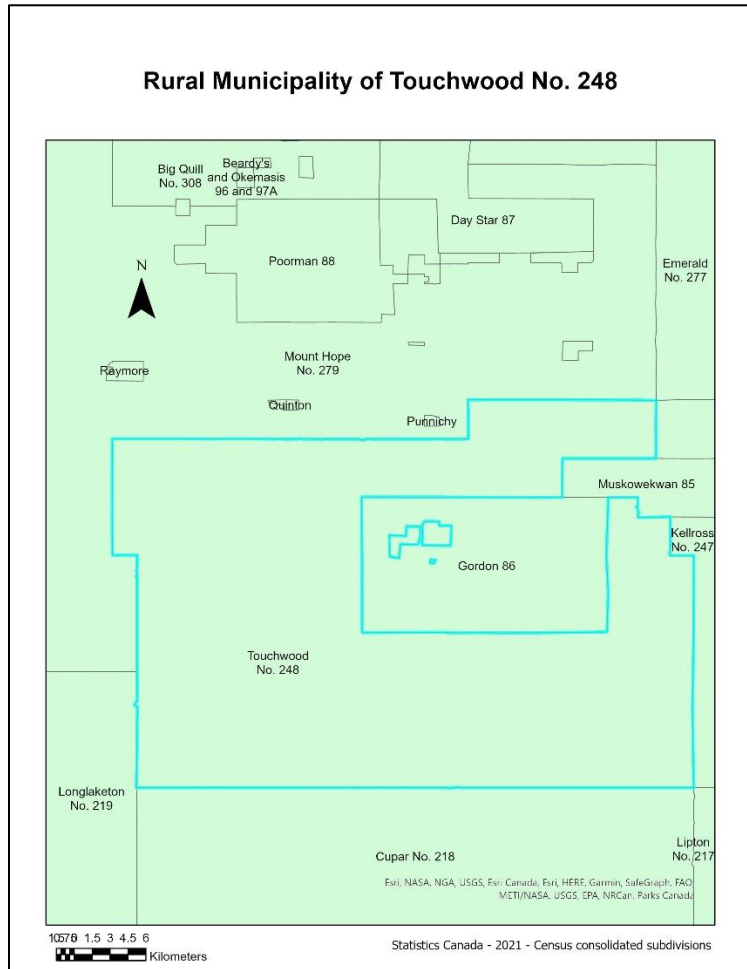 Rural Municipality of Touchwood No. 248
Big Quill
No. 308
Beardy's
and Okemasis
96 and 97A
Day Star 87
Poorman 88
Emerald
No. 277
N
Mount Hope
No. 279
Raymore
Quinton
Punnichy
Muskowekwan 85
Kellross
No. 247
Gordon 86
Touchwood
No. 248
Longlaketon
No. 219
Cupar No. 218
Lipton
No. 217
Esri, NASA, NGA, USGS, Esri Canada, Esri, HERE, Garmin, SafeGraph, FAO,
METI/NASA, USGS, EPA, NRCan, Parks Canada
1.5 3 4.5 6
Kilometers
Statistics Canada - 2021 - Census consolidated subdivisions